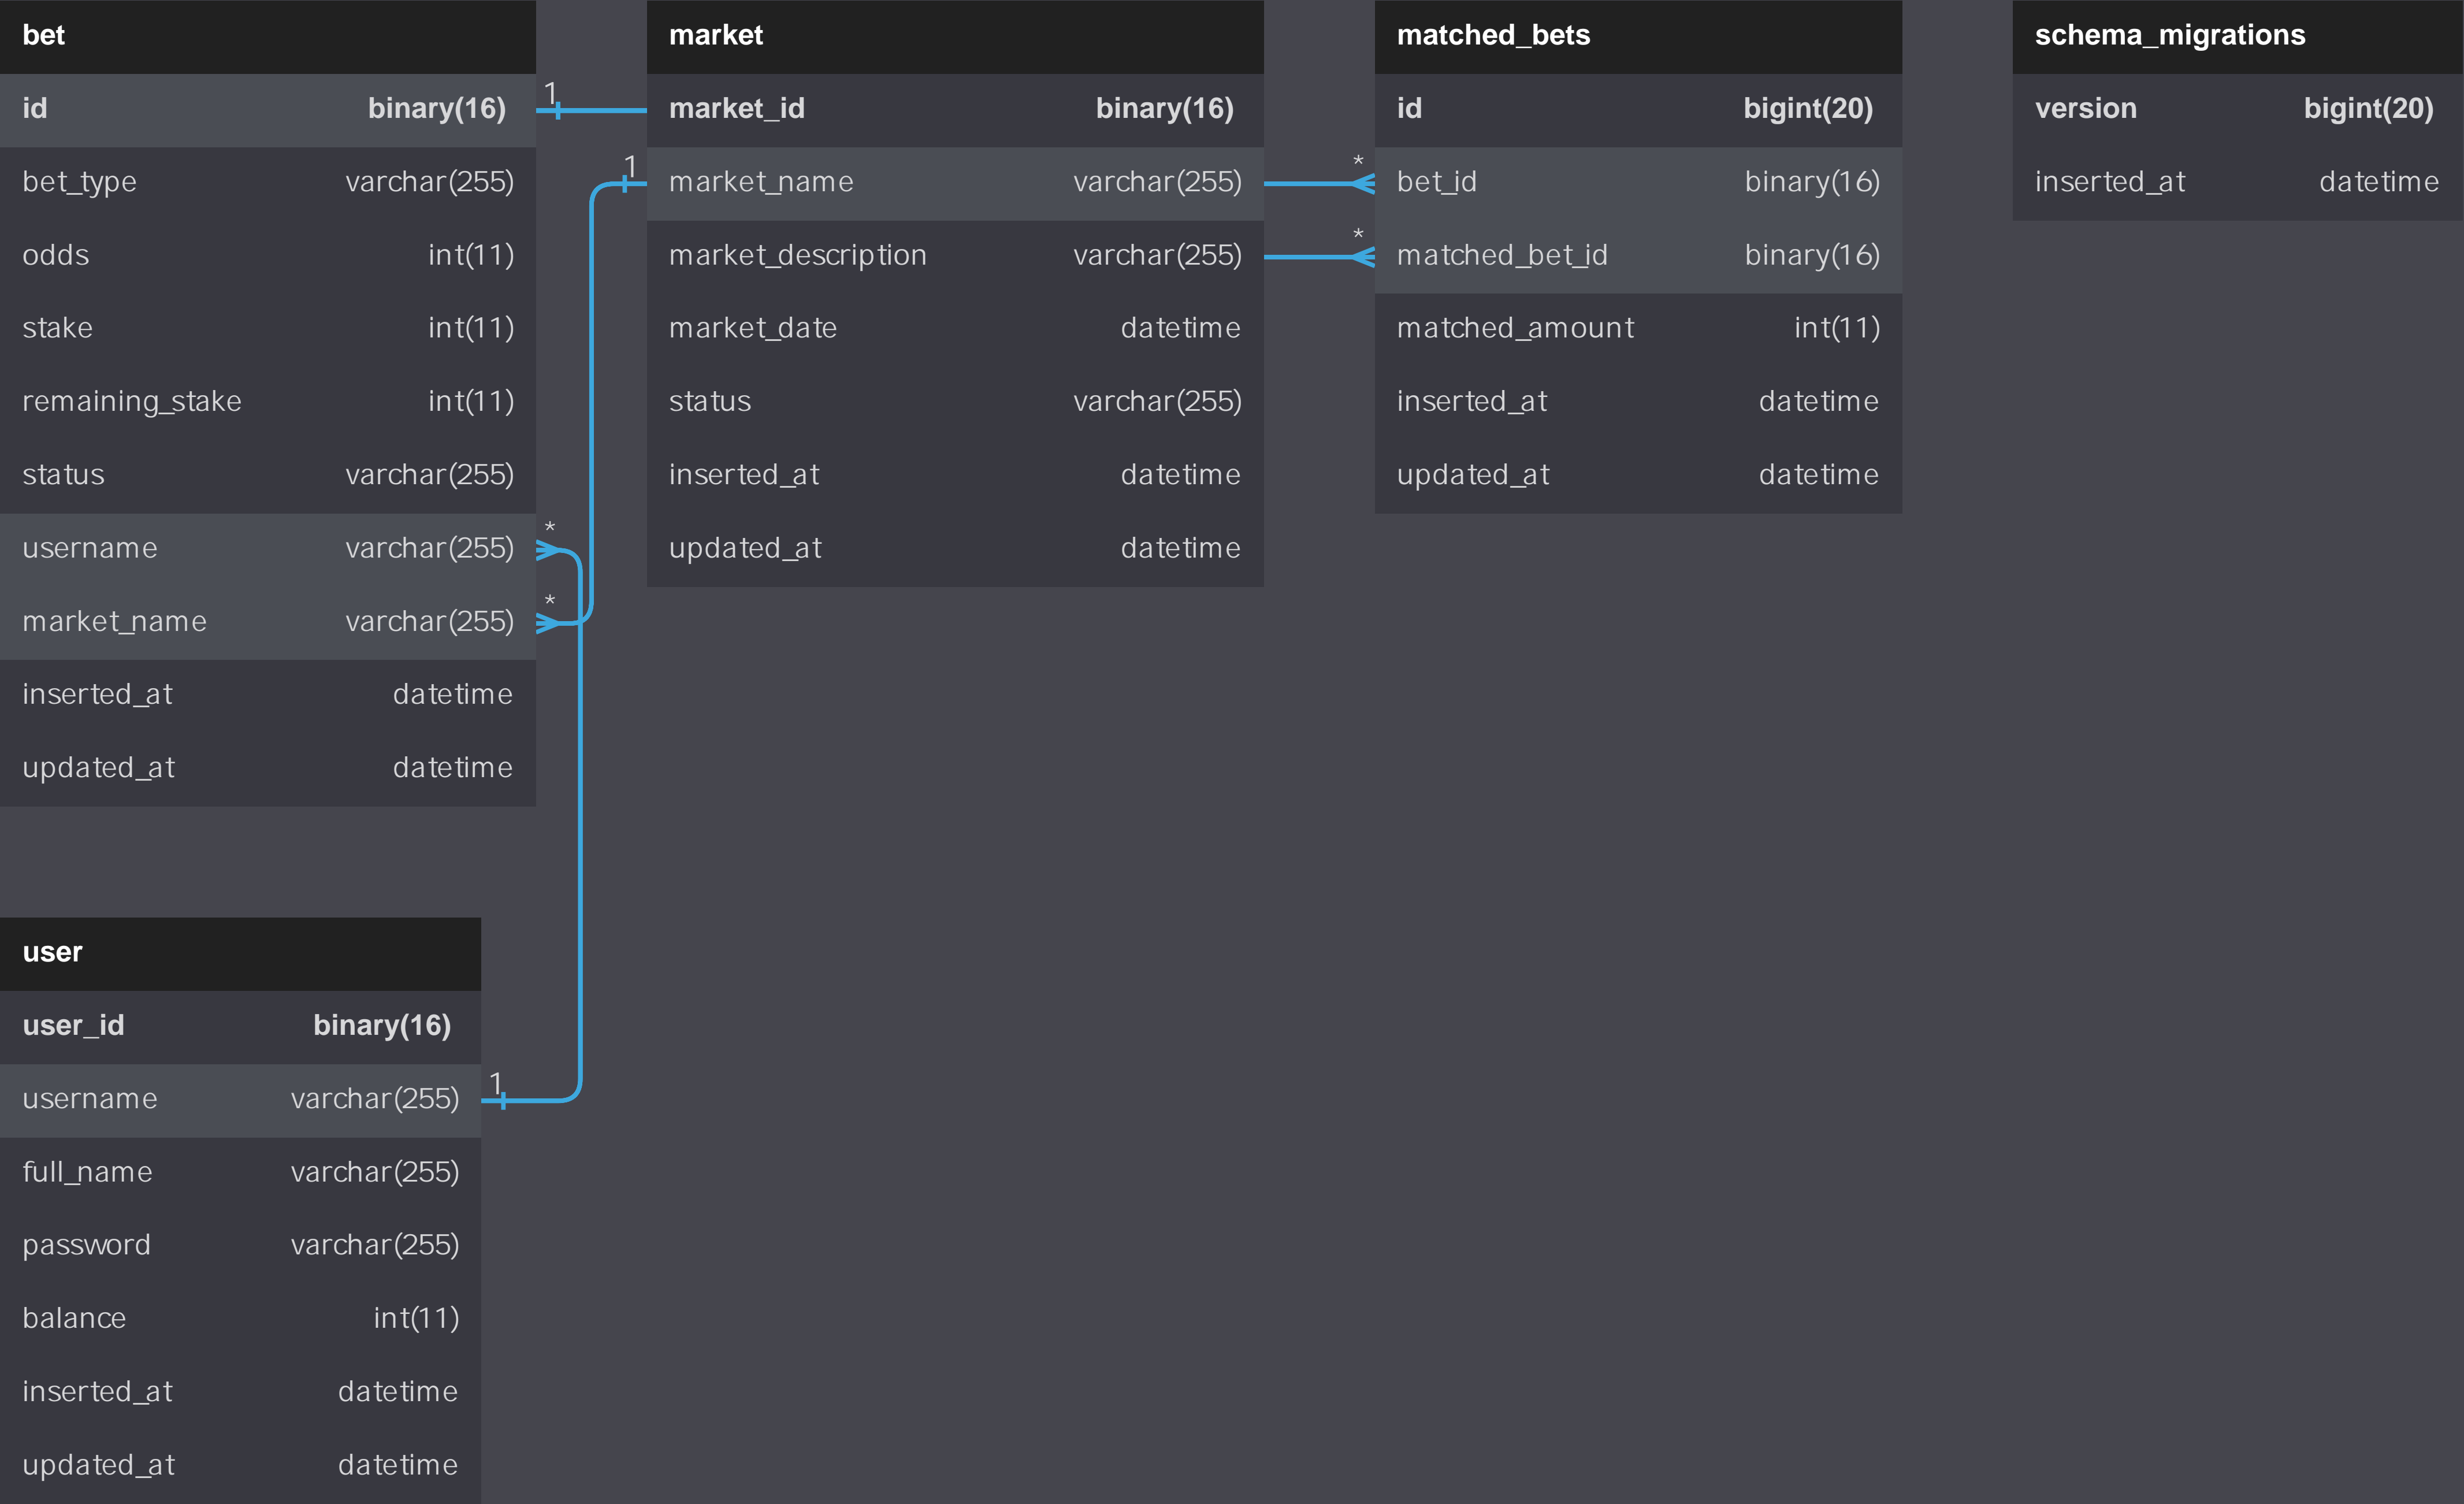 bet
id binary(16)
bet_type varchar(255)
odds int(11)
stake int(11)
remaining_stake int(11)
status varchar(255)
username varchar(255)
market_name varchar(255)
inserted_at datetime
updated_at datetime
1
*
*
market
market_id binary(16)
market_name varchar(255)
market_description varchar(255)
market_date datetime
status varchar(255)
inserted_at datetime
updated_at datetime
1
matched_bets
id bigint(20)
bet_id binary(16)
matched_bet_id binary(16)
matched_amount int(11)
inserted_at datetime
updated_at datetime
*
*
schema_migrations
version bigint(20)
inserted_at datetime
user
user_id binary(16)
username varchar(255)
full_name varchar(255)
password varchar(255)
balance int(11)
inserted_at datetime
updated_at datetime
1